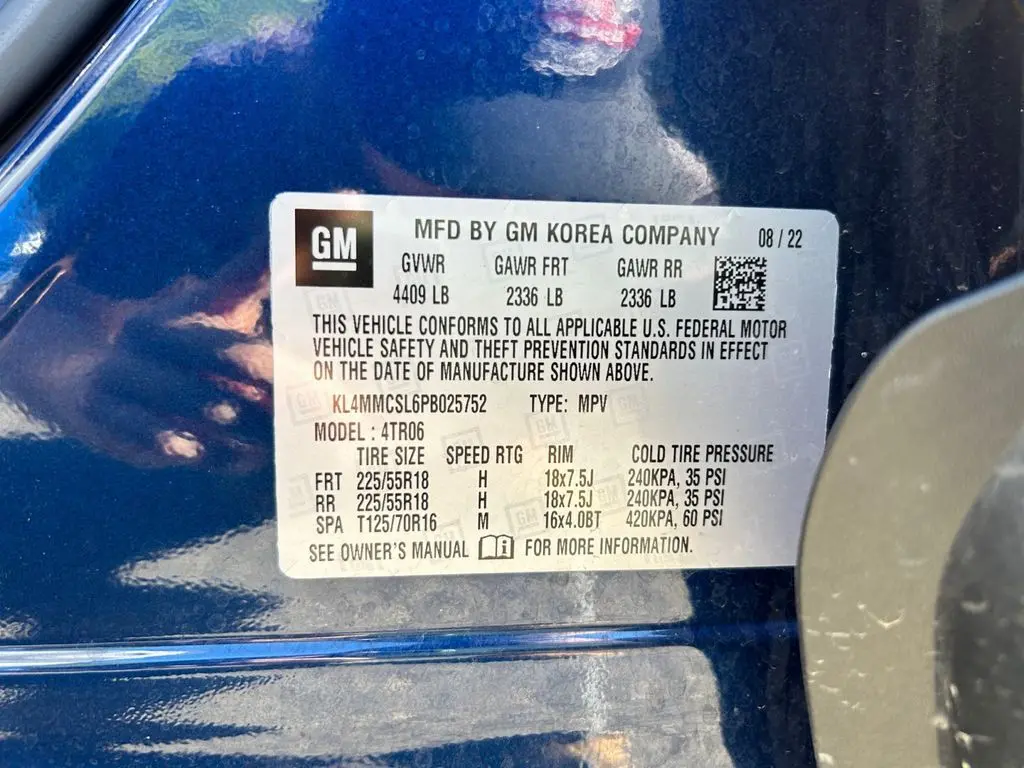 GM
MFD BY GM KOREA COMPANY 08 / 22
GVWR GAWR FRT GAWR RR
4409 LB 2336 LB 2336 LB
THIS VEHICLE CONFORMS TO ALL APPLICABLE U.S. FEDERAL MOTOR
VEHICLE SAFETY AND THEFT PREVENTION STANDARDS IN EFFECT
ON THE DATE OF MANUFACTURE SHOWN ABOVE.
KL4MMCSL6PB025752 TYPE: MPV
MODEL : 4TR06
TIRE SIZE SPEED RTG RIM COLD TIRE PRESSURE
FRT 225/55R18 H 18x7.5J 240KPA, 35 PSI
RR 225/55R18 H 18x7.5J 240KPA, 35 PSI
SPA T125/70R16 M 16x4.0BT 420KPA, 60 PSI
SEE OWNER'S MANUAL FOR MORE INFORMATION.